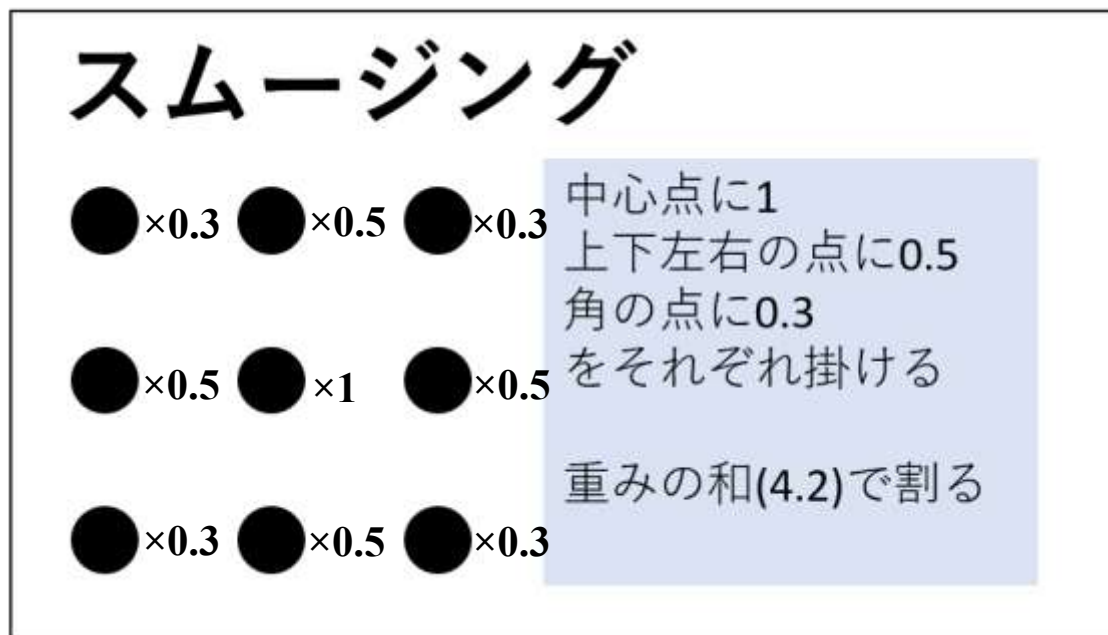 スムージング
×0.3 ×0.5 ×0.3
×0.5 ×1 ×0.5
×0.3 ×0.5 ×0.3
中心点に1
上下左右の点に0.5
角の点に0.3
をそれぞれ掛ける
重みの和(4.2)で割る